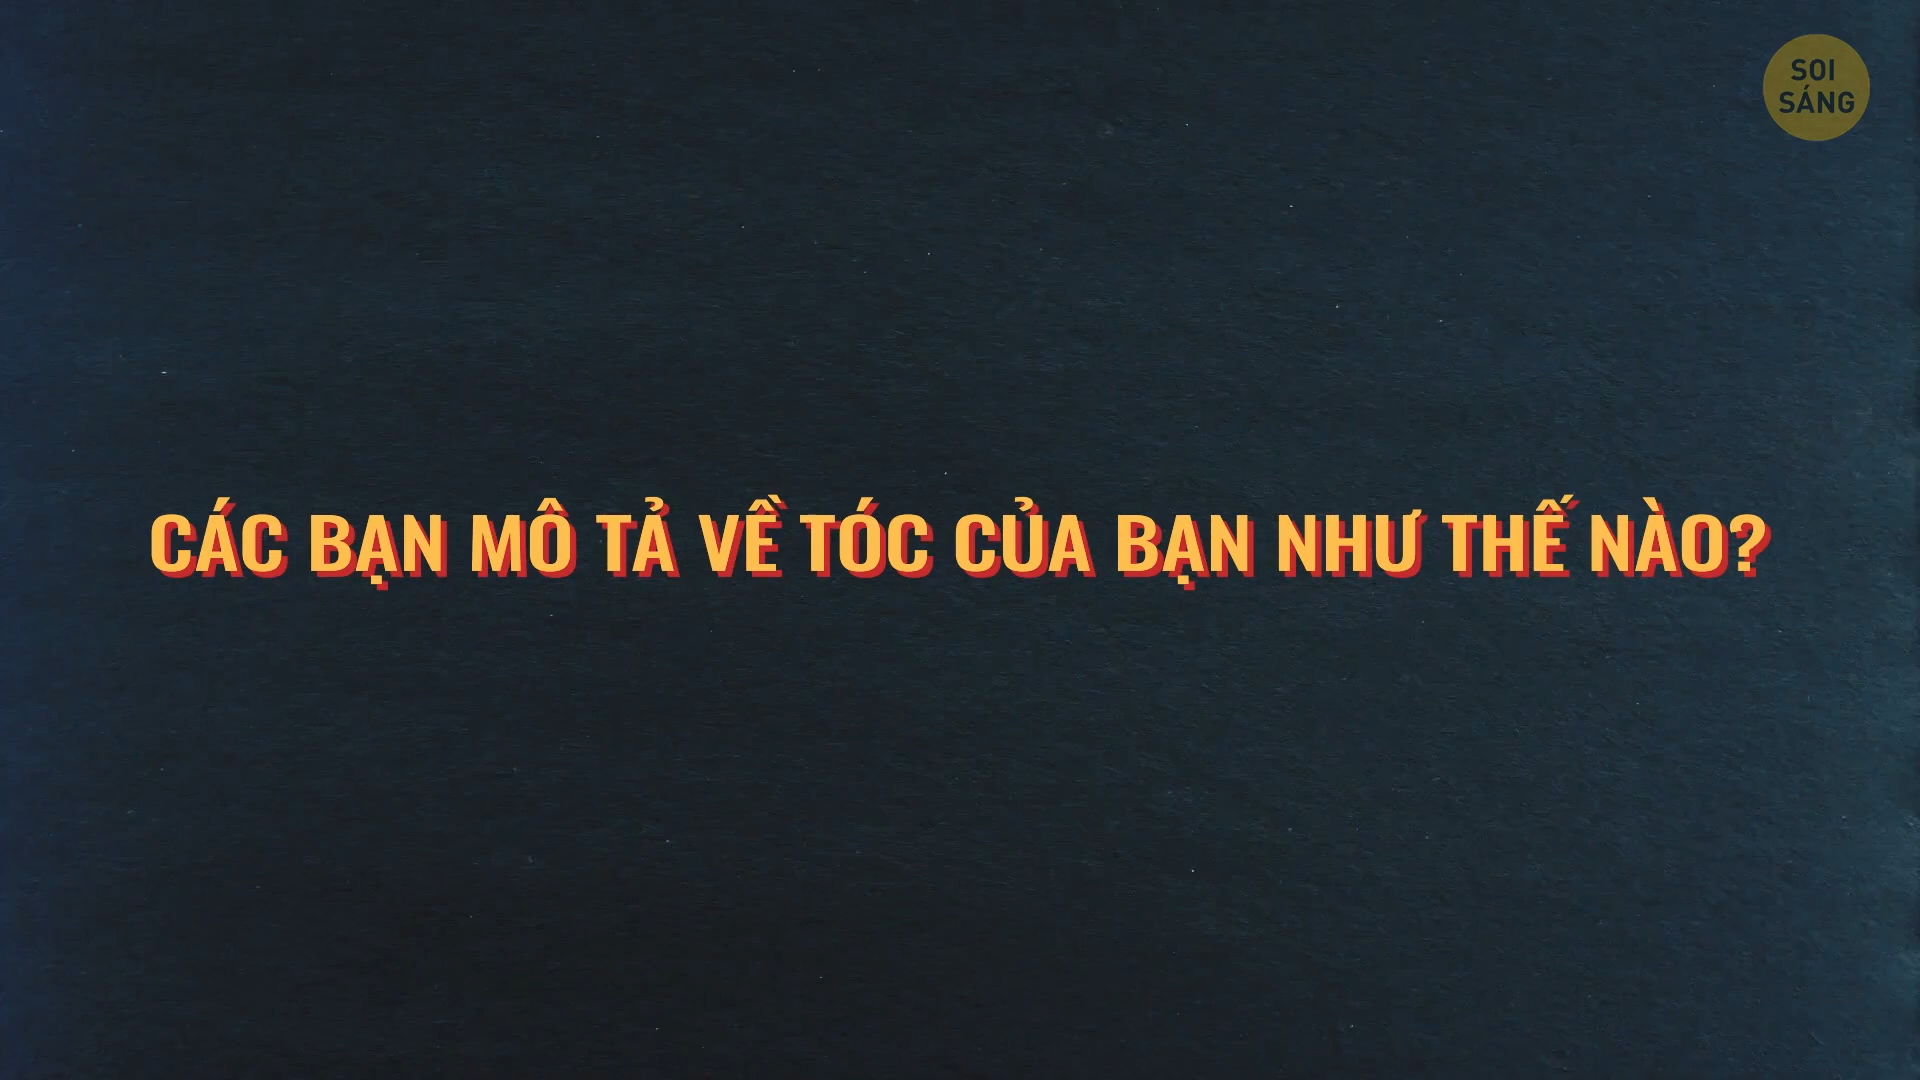 SOI
SÁNG
CÁC BẠN MÔ TẢ VỀ TÓC CỦA BẠN NHƯ THẾ NÀO?